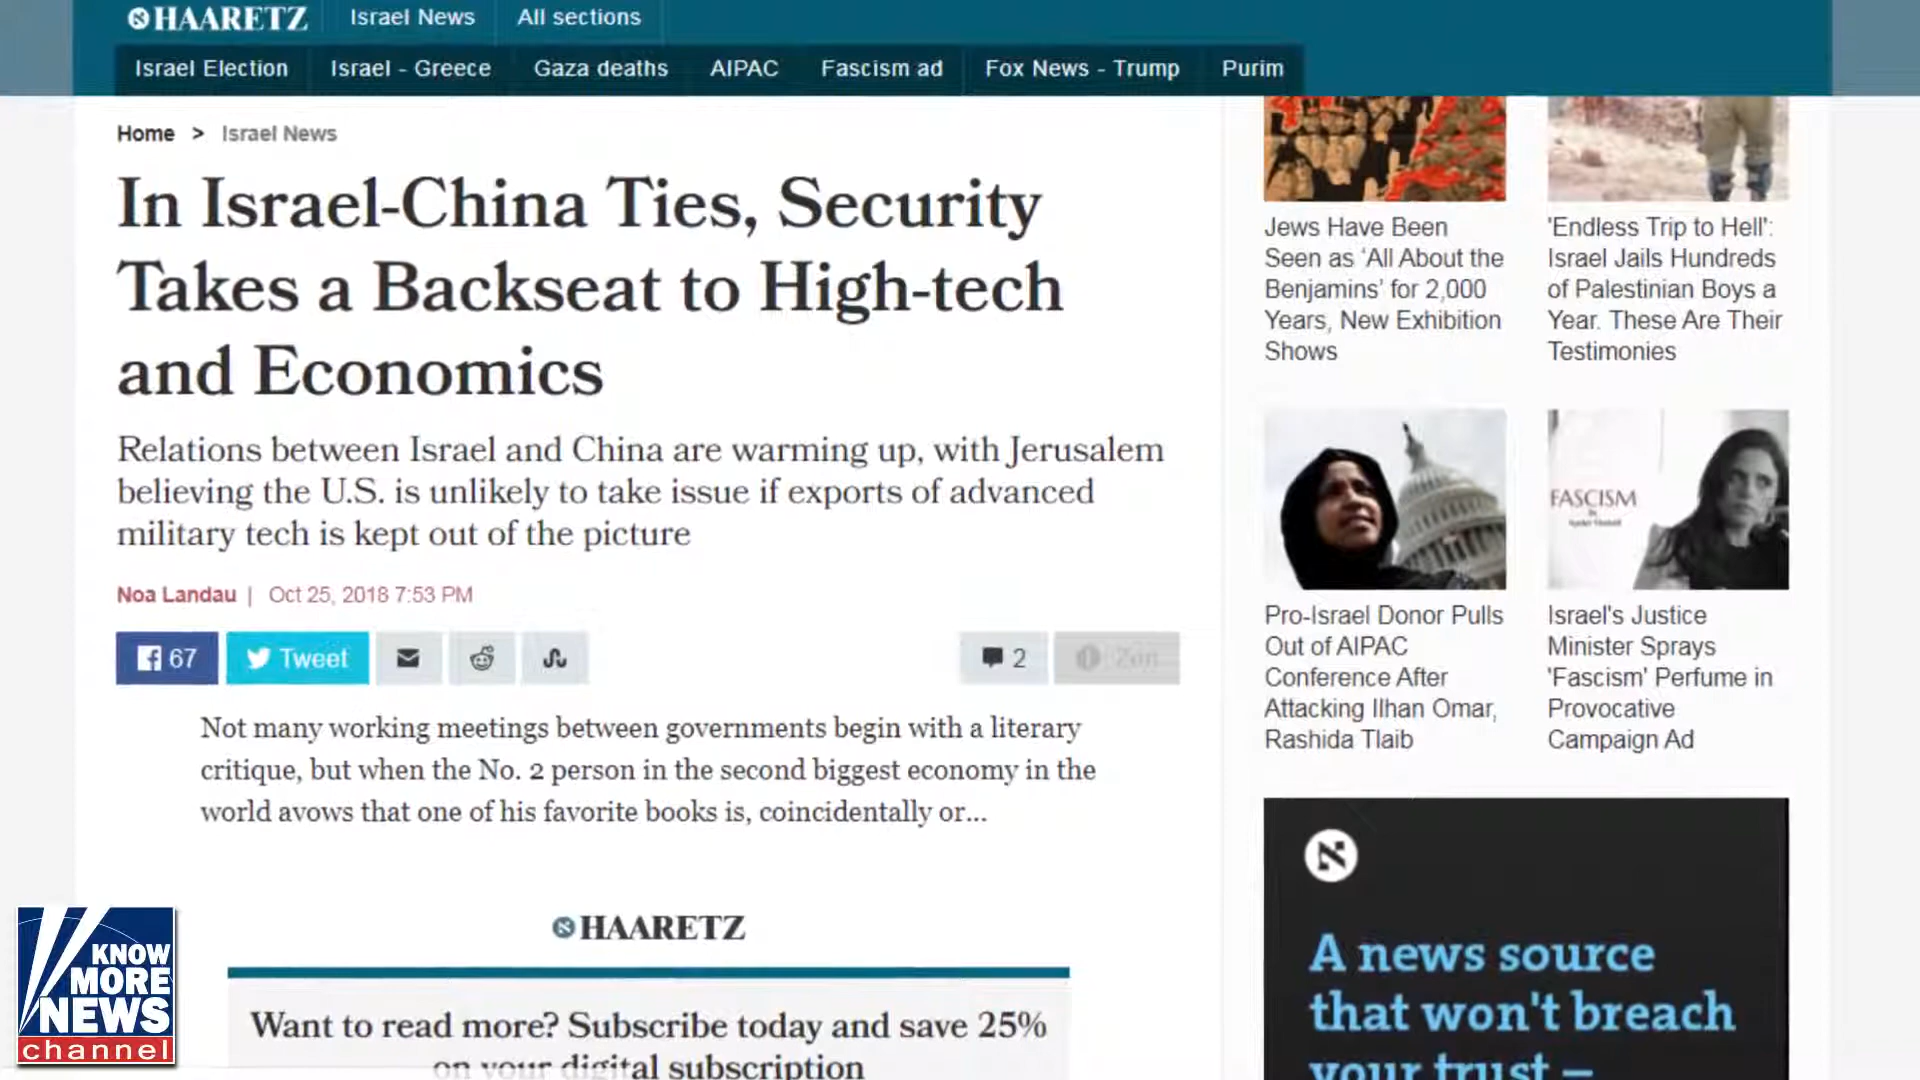 HAARETZ
Israel News
All sections
Israel Election
Israel - Greece
Gaza deaths
AIPAC
Fascism ad
Fox News - Trump
Purim
Home > Israel News
In Israel-China Ties, Security
Takes a Backseat to High-tech
and Economics
Relations between Israel and China are warming up, with Jerusalem
believing the U.S. is unlikely to take issue if exports of advanced
military tech is kept out of the picture
Noa Landau | Oct 25, 2018 7:53 PM
67
Tweet
2
Zen
Not many working meetings between governments begin with a literary
critique, but when the No. 2 person in the second biggest economy in the
world avows that one of his favorite books is, coincidentally or...
HAARETZ
Want to read more? Subscribe today and save 25%
on your digital subscription
Jews Have Been
Seen as ‘All About the
Benjamins’ for 2,000
Years, New Exhibition
Shows
'Endless Trip to Hell':
Israel Jails Hundreds
of Palestinian Boys a
Year. These Are Their
Testimonies
Pro-Israel Donor Pulls
Out of AIPAC
Conference After
Attacking Ilhan Omar,
Rashida Tlaib
FASCISM
Israel's Justice
Minister Sprays
'Fascism' Perfume in
Provocative
Campaign Ad
A news source
that won't breach
your trust –
KNOW
MORE
NEWS
channel